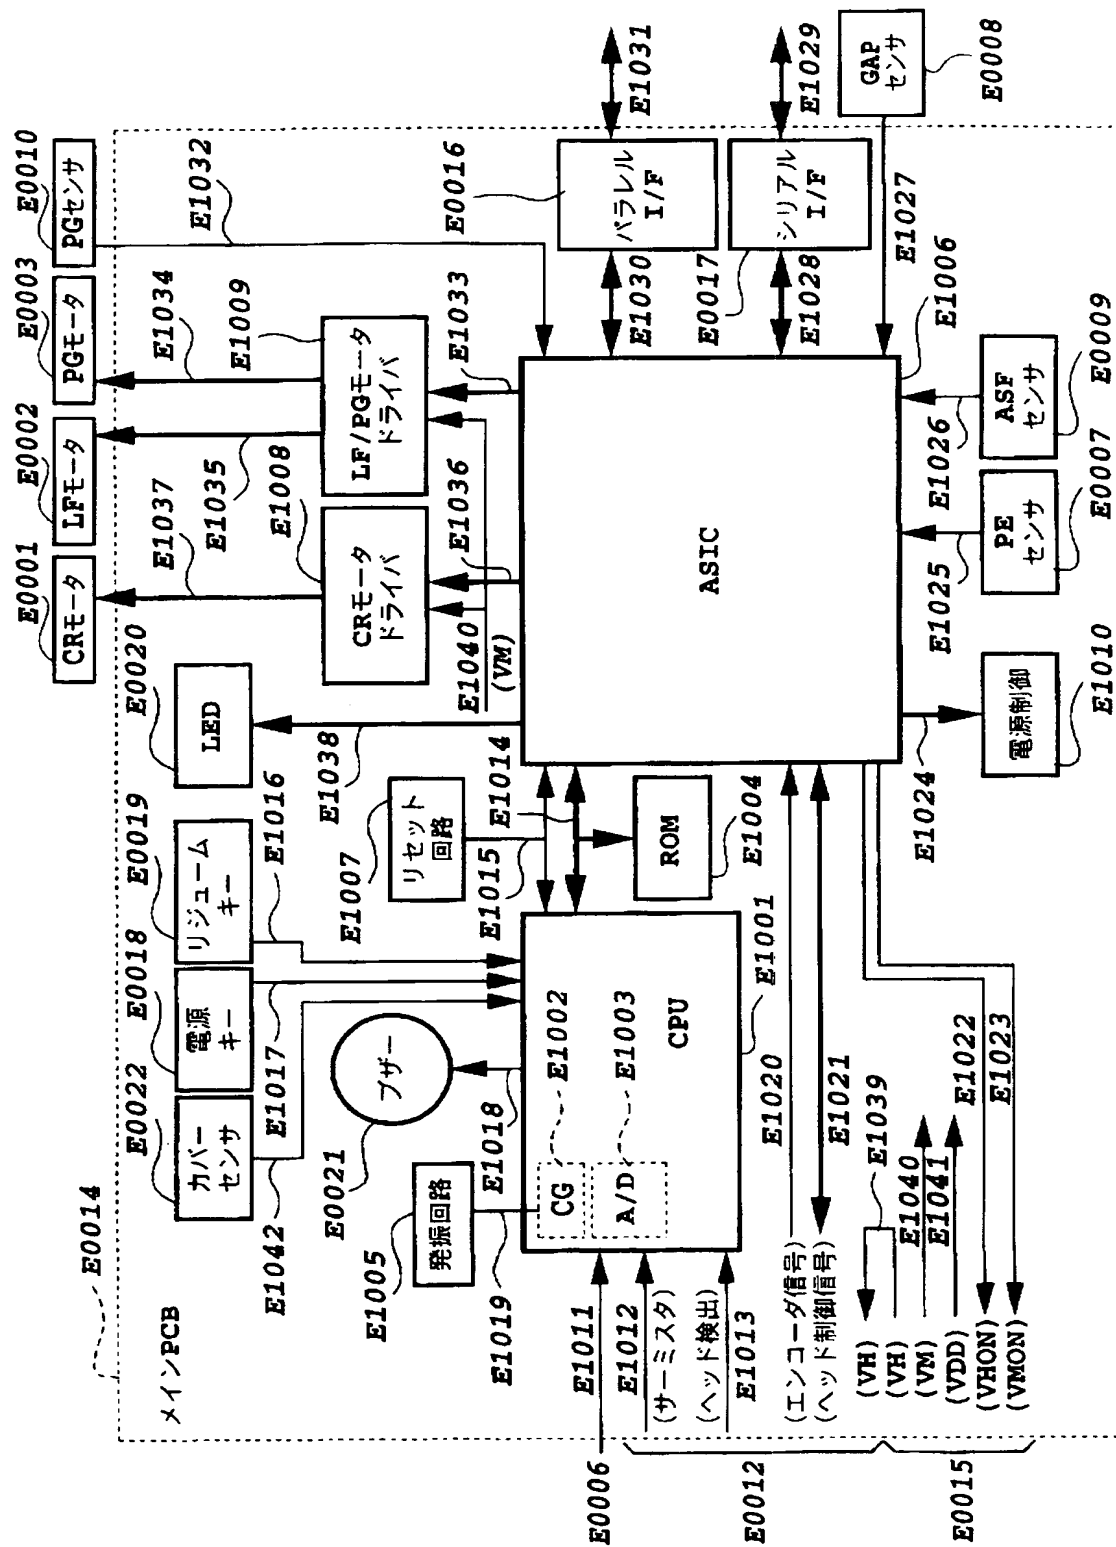 E0014
メインPCB
E0022
カバー
センサ
E0018
電源
キー
E0019
リジューム
キー
E0020
LED
E0001
CRモータ
E0002
LFモータ
E0003
PGモータ
E0010
PGセンサ
E1042
E1017
E1016
E1037
E1035
E1034
E1032
E1005
発振回路
E1019
E0021
ブザー
E1018
E1007
リセット
回路
E1015
E1014
E1038
E1008
CRモータ
ドライバ
E1009
LF/PGモータ
ドライバ
E1040
(VM)
E1036
E1033
E0016
パラレル
I/F
E1030
E1031
E0017
シリアル
I/F
E1028
E1029
GAP
センサ
E0008
E1027
E1006
CG
E1002
A/D
E1003
CPU
E1001
ROM
E1004
ASIC
E0006
E1011
E1012
(サーミスタ)
(ヘッド検出)
E1013
E0012
(エンコーダ信号)
E1020
(ヘッド制御信号)
E1021
(VH)
(VH)
E1039
(VM)
E1040
(VDD)
E1041
(VHON)
E1022
(VMON)
E1023
E0015
E1024
電源制御
E1010
E1025
PE
センサ
E0007
E1026
ASF
センサ
E0009